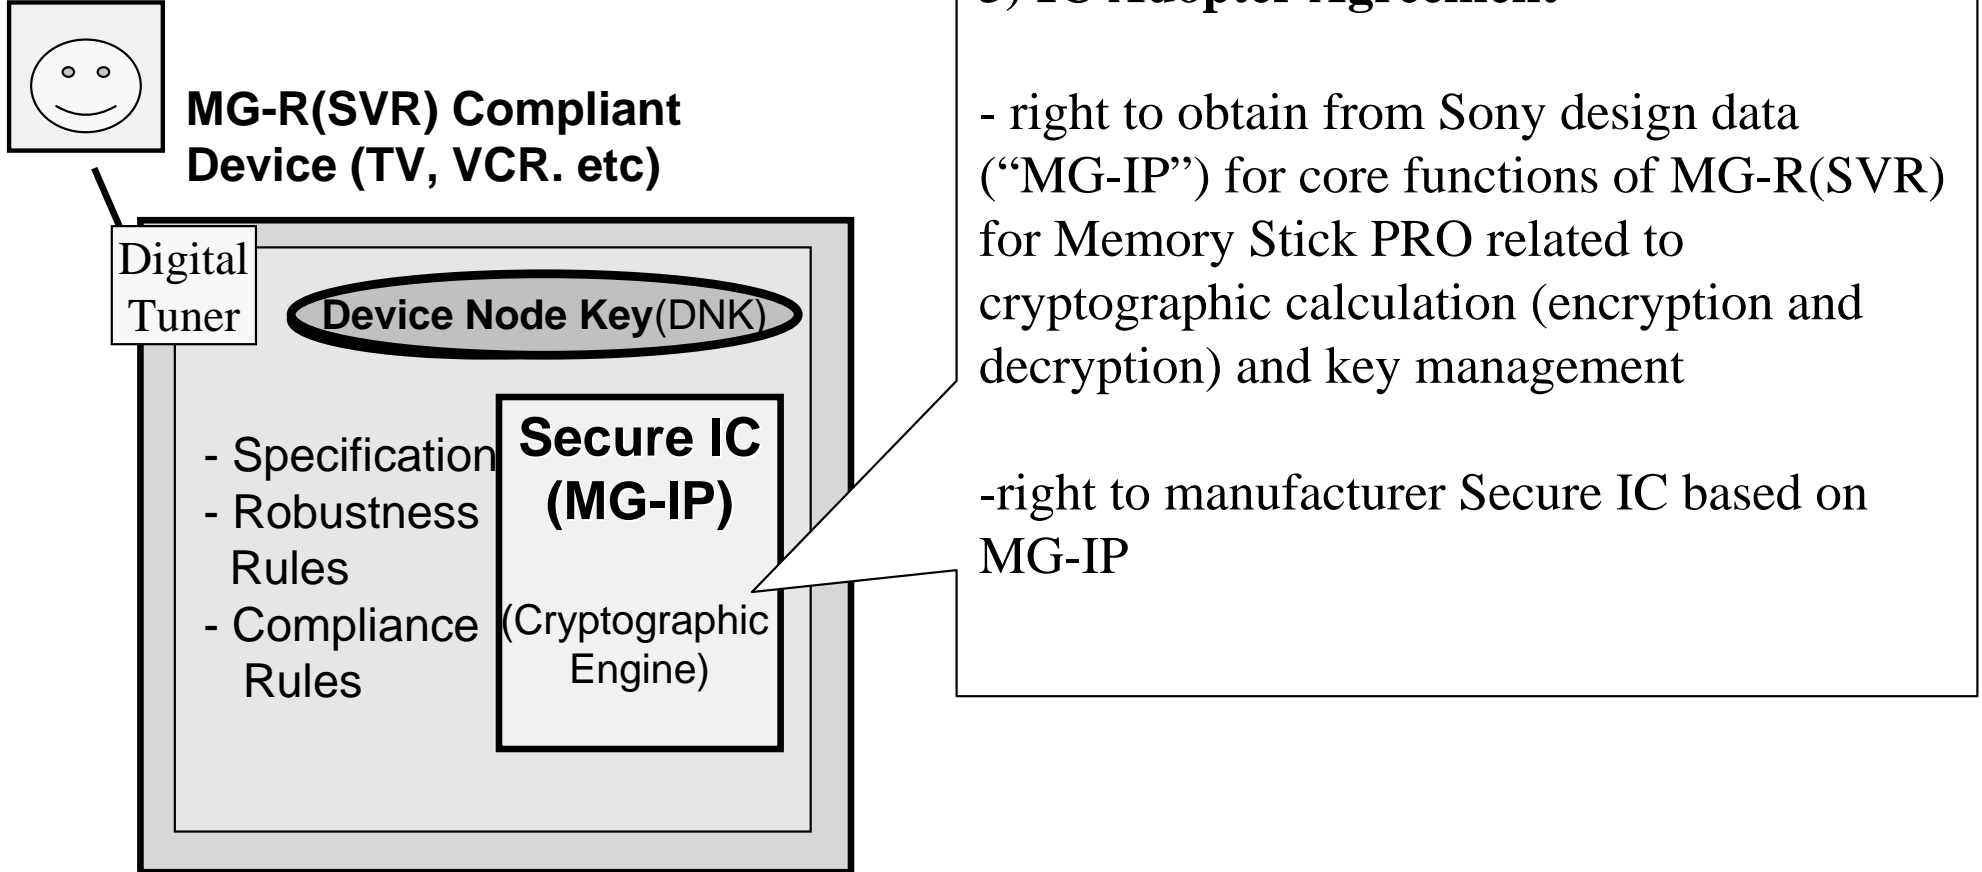 IC Adopter Agreement
MG-R(SVR) Compliant
Device (TV, VCR. etc)
Digital
Tuner
Device Node Key(DNK)
- Specification
- Robustness
Rules
- Compliance
Rules
Secure IC
(MG-IP)
(Cryptographic
Engine)
- right to obtain from Sony design data
(“MG-IP”) for core functions of MG-R(SVR)
for Memory Stick PRO related to
cryptographic calculation (encryption and
decryption) and key management
-right to manufacturer Secure IC based on
MG-IP